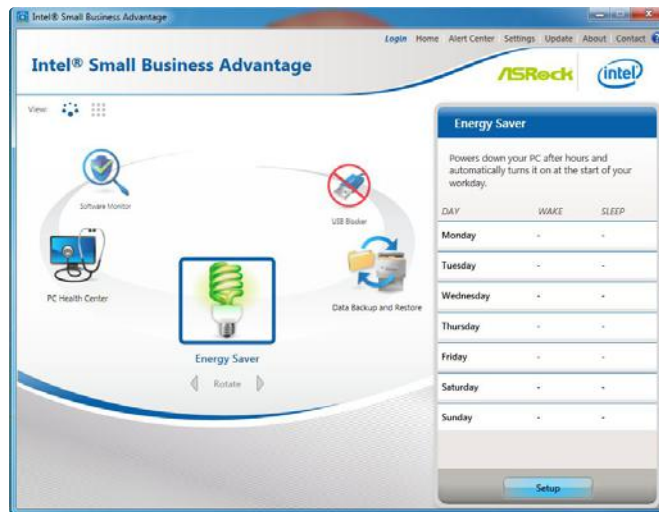 Intel® Small Business Advantage
Login Home Alert Center Settings Update About Contact
Intel® Small Business Advantage
ASRock
intel
View:
Software Monitor
USB Blocker
PC Health Center
Data Backup and Restore
Energy Saver
Rotate
Energy Saver
Powers down your PC after hours and
automatically turns it on at the start of your
workday.
DAY WAKE SLEEP
Monday - -
Tuesday - -
Wednesday - -
Thursday - -
Friday - -
Saturday - -
Sunday - -
Setup